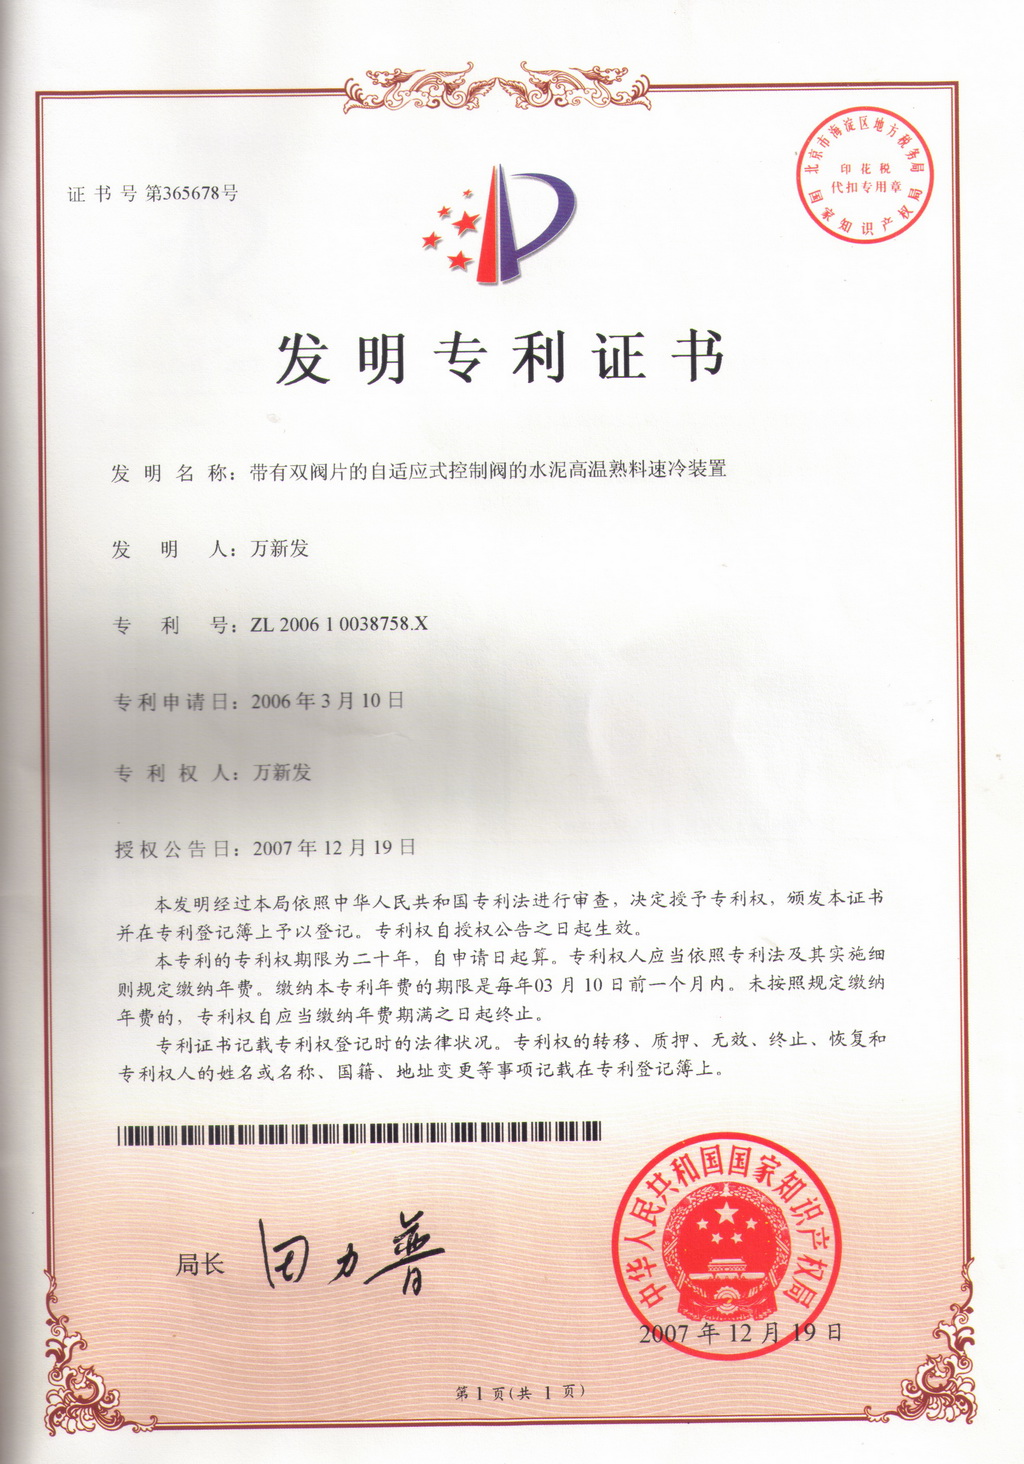 证书号第365678号
北京市海淀区地方税务局
印花税
代扣专用章
国家知识产权局
发明专利证书
发明名称：带有双阀片的自适应式控制阀的水泥高温熟料速冷装置
发明人：万新发
专利号：ZL 2006 1 0038758.X
专利申请日：2006年3月10日
专利权人：万新发
授权公告日：2007年12月19日
本发明经过本局依照中华人民共和国专利法进行审查，决定授予专利权，颁发本证书
并在专利登记簿上予以登记。专利权自授权公告之日起生效。
本专利的专利权期限为二十年，自申请日起算。专利权人应当依照专利法及其实施细
则规定缴纳年费。缴纳本专利年费的期限是每年03月10日前一个月内。未按照规定缴纳
年费的，专利权自应当缴纳年费期满之日起终止。
专利证书记载专利权登记时的法律状况。专利权的转移、质押、无效、终止、恢复和
专利权人的姓名或名称、国籍、地址变更等事项记载在专利登记簿上。
局长 田力普
中华人民共和国国家知识产权局
2007年12月19日
第1页(共1页)